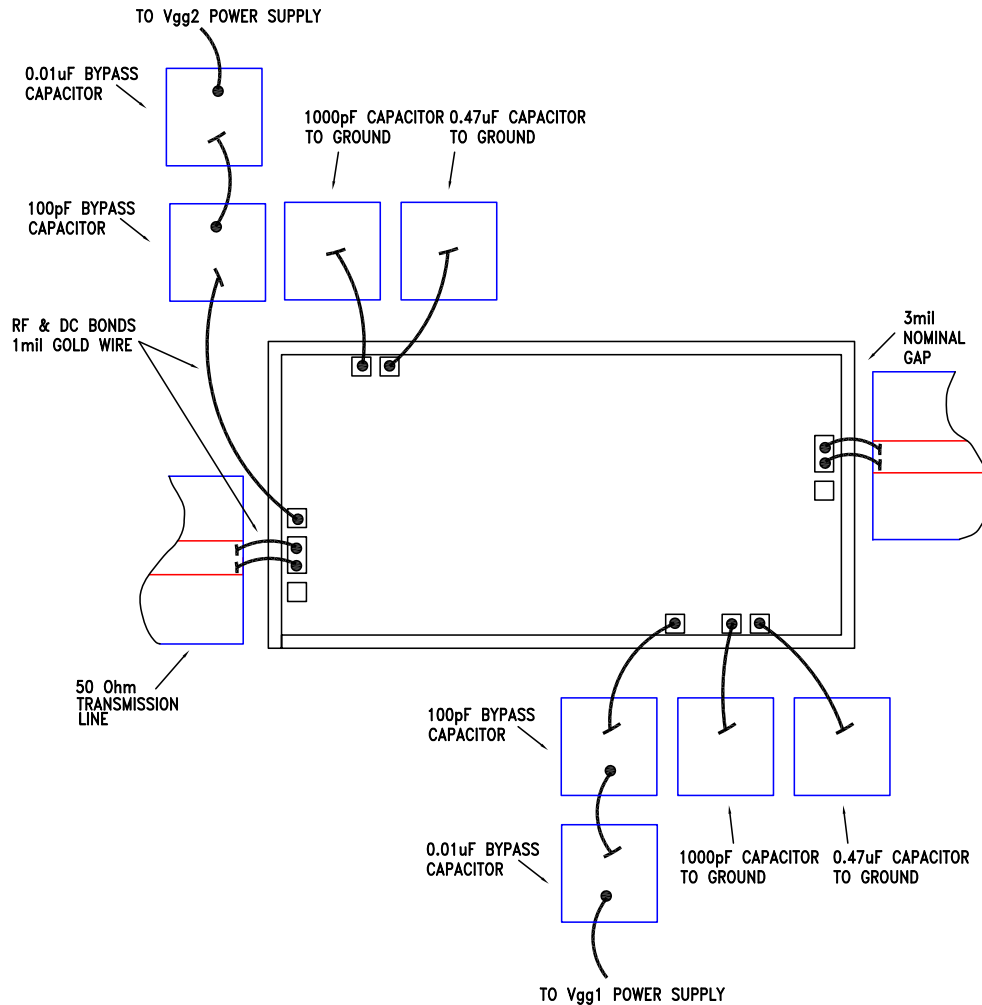 TO Vgg2 POWER SUPPLY
0.01uF BYPASS
CAPACITOR
1000pF CAPACITOR
TO GROUND
0.47uF CAPACITOR
TO GROUND
100pF BYPASS
CAPACITOR
RF & DC BONDS
1mil GOLD WIRE
3mil
NOMINAL
GAP
50 Ohm
TRANSMISSION
LINE
100pF BYPASS
CAPACITOR
0.01uF BYPASS
CAPACITOR
1000pF CAPACITOR
TO GROUND
0.47uF CAPACITOR
TO GROUND
TO Vgg1 POWER SUPPLY